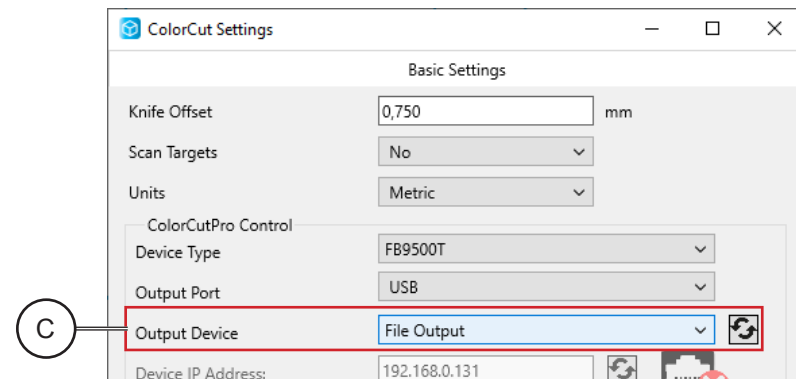 ColorCut Settings
Basic Settings
Knife Offset 0,750 mm
Scan Targets No
Units Metric
ColorCutPro Control
Device Type FB9500T
Output Port USB
C Output Device File Output
Device IP Address: 192.168.0.131